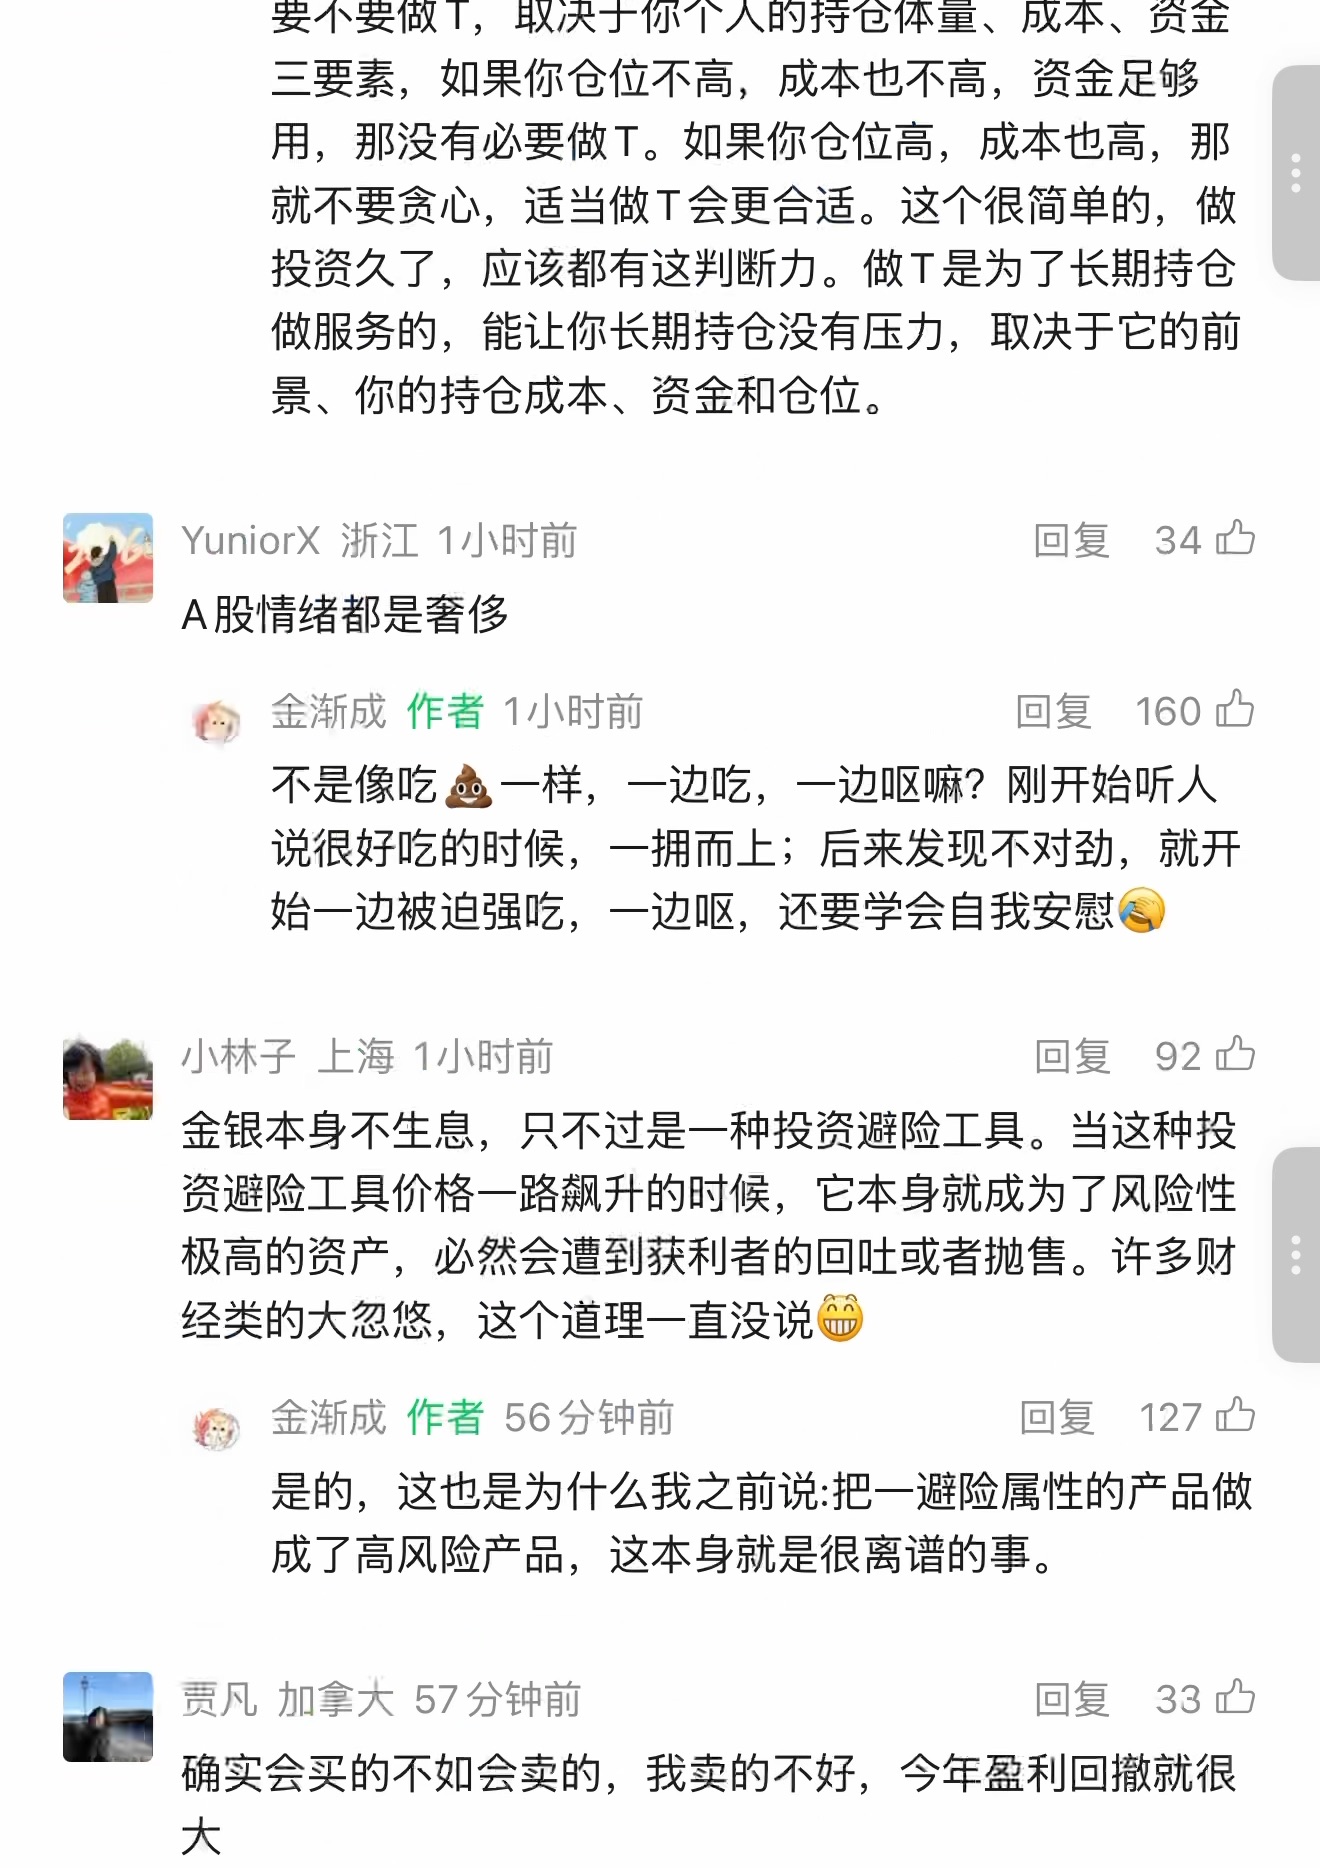 要不要做T，取决于你个人的持仓体量、成本、资金
三要素，如果你仓位不高，成本也不高，资金足够
用，那没有必要做T。如果你仓位高，成本也高，那
就不要贪心，适当做T会更合适。这个很简单的，做
投资久了，应该都有这判断力。做T是为了长期持仓
做服务的，能让你长期持仓没有压力，取决于它的前
景、你的持仓成本、资金和仓位。
YuniorX 浙江 1小时前 回复 34
A股情绪都是奢侈
金渐成 作者 1小时前 回复 160
不是像吃💩一样，一边吃，一边呕嘛？刚开始听人
说很好吃的时候，一拥而上；后来发现不对劲，就开
始一边被迫强吃，一边呕，还要学会自我安慰🤣
小林子 上海 1小时前 回复 92
金银本身不生息，只不过是一种投资避险工具。当这种投
资避险工具价格一路飙升的时候，它本身就成为了风险性
极高的资产，必然会遭到获利者的回吐或者抛售。许多财
经类的大忽悠，这个道理一直没说😁
金渐成 作者 56分钟前 回复 127
是的，这也是为什么我之前说:把一避险属性的产品做
成了高风险产品，这本身就是很离谱的事。
贾凡 加拿大 57分钟前 回复 33
确实会买的不如会卖的，我卖的不好，今年盈利回撤就很
大